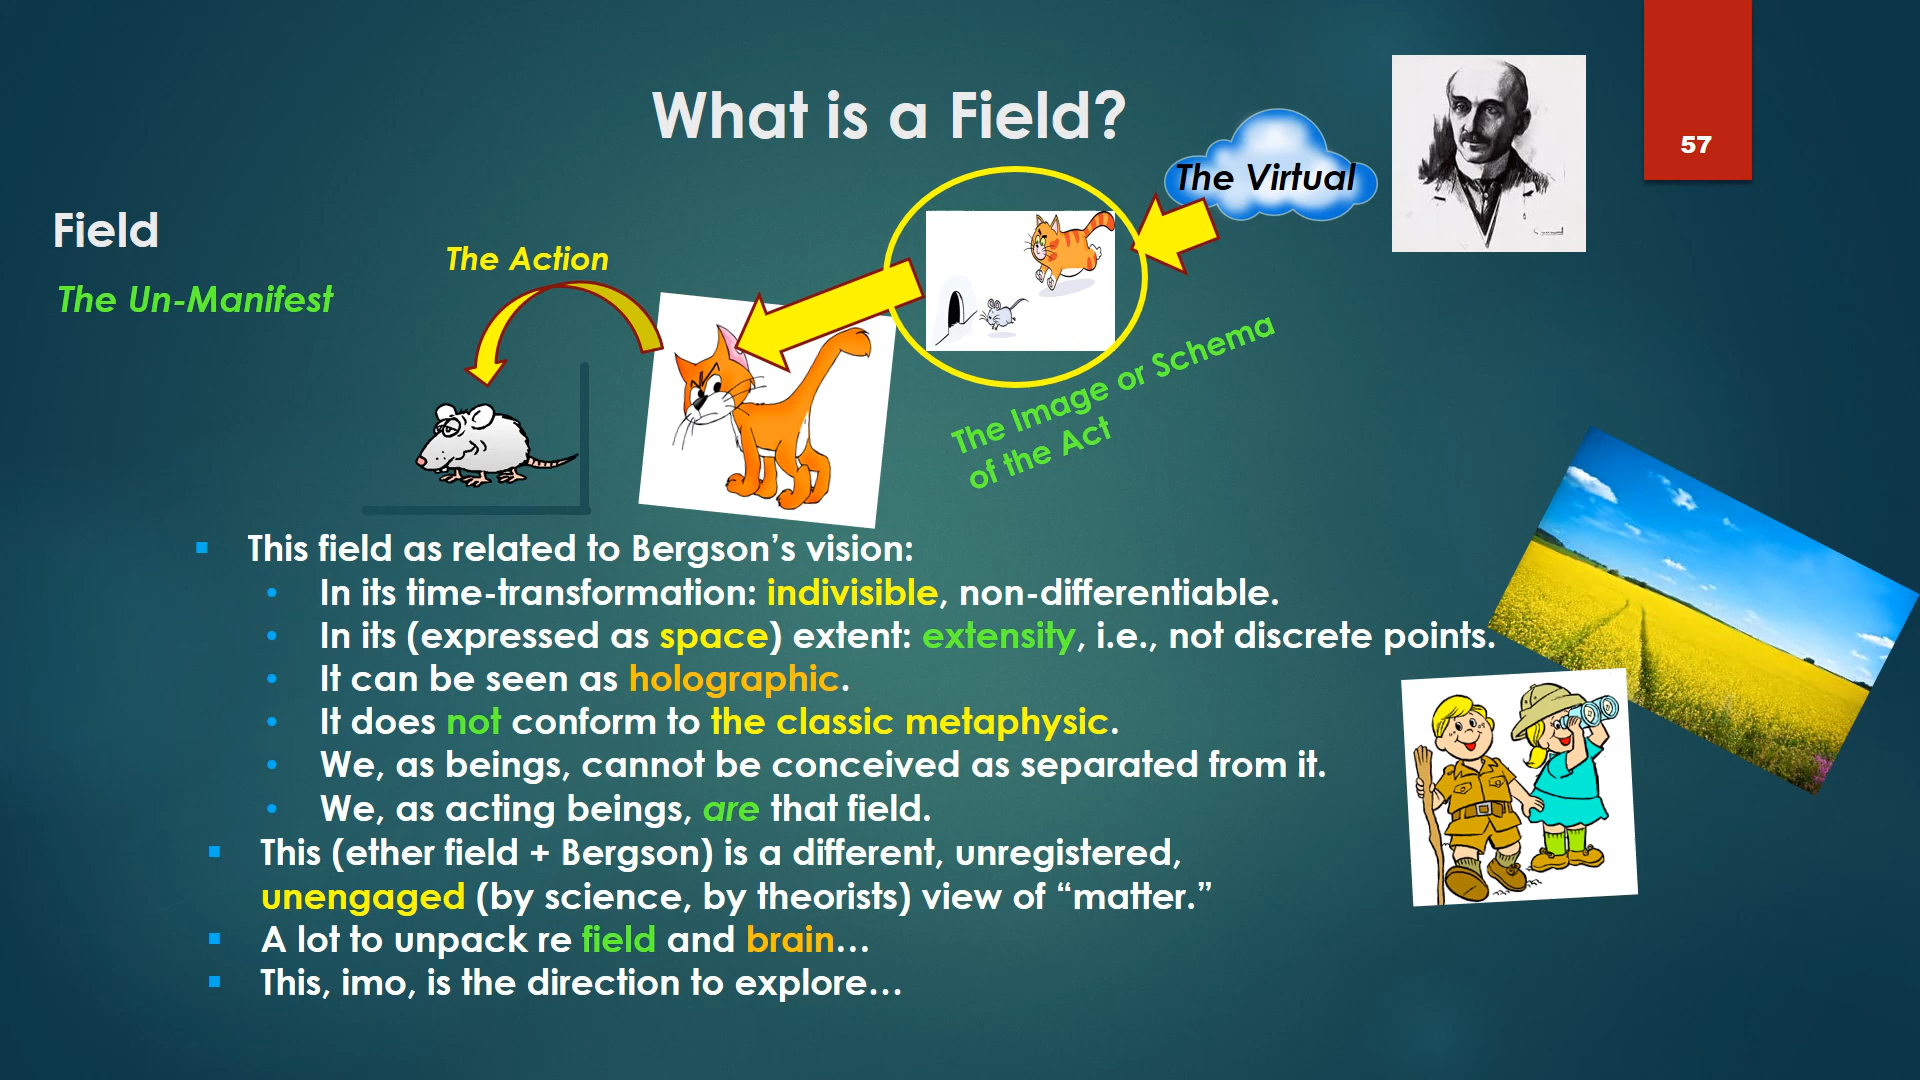 What is a Field?
57
The Virtual
Field
The Action
The Un-Manifest
The Image or Schema
of the Act
▪ This field as related to Bergson’s vision:
• In its time-transformation: indivisible, non-differentiable.
• In its (expressed as space) extent: extensity, i.e., not discrete points.
• It can be seen as holographic.
• It does not conform to the classic metaphysic.
• We, as beings, cannot be conceived as separated from it.
• We, as acting beings, are that field.
▪ This (ether field + Bergson) is a different, unregistered,
unengaged (by science, by theorists) view of “matter.”
▪ A lot to unpack re field and brain…
▪ This, imo, is the direction to explore…